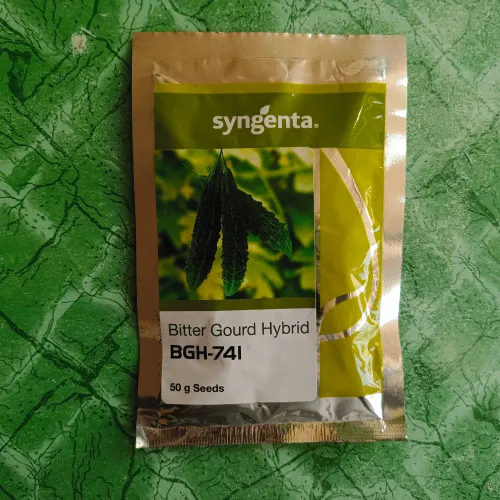 syngenta®
Bitter Gourd Hybrid
BGH-741
50 g Seeds